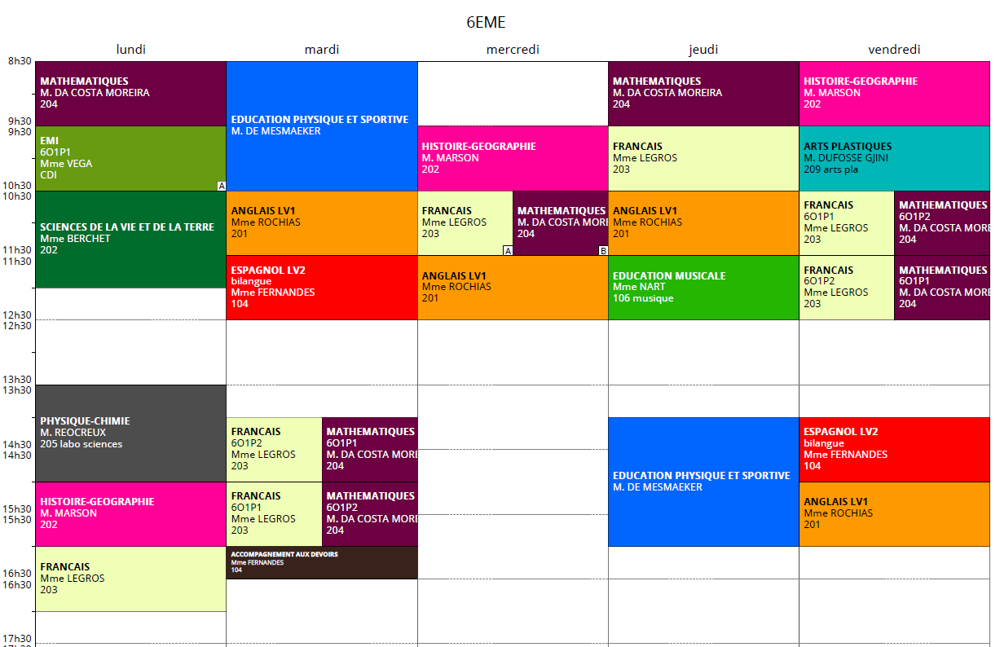 6EME
lundi
mardi
mercredi
jeudi
vendredi
8h30
9h30
9h30
10h30
10h30
11h30
11h30
12h30
12h30
13h30
13h30
14h30
14h30
15h30
15h30
16h30
16h30
17h30
MATHEMATIQUES
M. DA COSTA MOREIRA
204
EMI
6O1P1
Mme VEGA
CDI
A
SCIENCES DE LA VIE ET DE LA TERRE
Mme BERCHET
202
PHYSIQUE-CHIMIE
M. REOCREUX
205 labo sciences
HISTOIRE-GEOGRAPHIE
M. MARSON
202
FRANCAIS
Mme LEGROS
203
EDUCATION PHYSIQUE ET SPORTIVE
M. DE MESMAEKER
ANGLAIS LV1
Mme ROCHIAS
201
ESPAGNOL LV2
bilangue
Mme FERNANDES
104
FRANCAIS
6O1P2
Mme LEGROS
203
MATHEMATIQUES
6O1P1
M. DA COSTA MORE
204
FRANCAIS
6O1P1
Mme LEGROS
203
MATHEMATIQUES
6O1P2
M. DA COSTA MORE
204
ACCOMPAGNEMENT AUX DEVOIRS
Mme FERNANDES
104
HISTOIRE-GEOGRAPHIE
M. MARSON
202
FRANCAIS
Mme LEGROS
203
A
MATHEMATIQUES
M. DA COSTA MORE
204
B
ANGLAIS LV1
Mme ROCHIAS
201
MATHEMATIQUES
M. DA COSTA MOREIRA
204
FRANCAIS
Mme LEGROS
203
ANGLAIS LV1
Mme ROCHIAS
201
EDUCATION MUSICALE
Mme NART
106 musique
EDUCATION PHYSIQUE ET SPORTIVE
M. DE MESMAEKER
HISTOIRE-GEOGRAPHIE
M. MARSON
202
ARTS PLASTIQUES
M. DUFOSSE GJINI
209 arts pla
FRANCAIS
6O1P1
Mme LEGROS
203
MATHEMATIQUES
6O1P2
M. DA COSTA MORE
204
FRANCAIS
6O1P2
Mme LEGROS
203
MATHEMATIQUES
6O1P1
M. DA COSTA MORE
204
ESPAGNOL LV2
bilangue
Mme FERNANDES
104
ANGLAIS LV1
Mme ROCHIAS
201